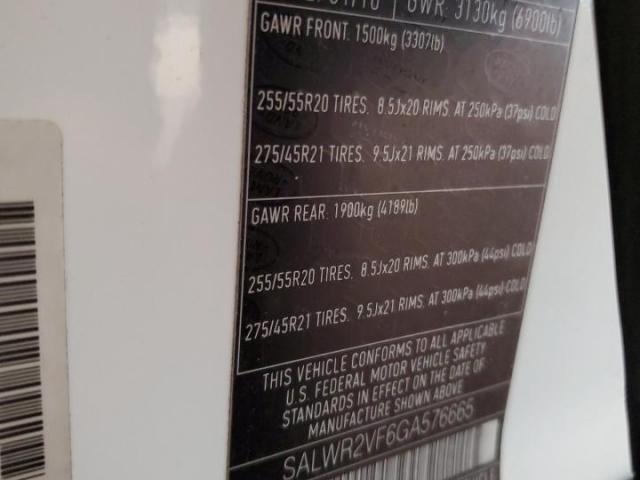 GWR: 3130kg (6900lb)
GAWR FRONT. 1500kg (3307lb).
255/55R20 TIRES. 8.5Jx20 RIMS. AT 250kPa (37psi) COLD
275/45R21 TIRES. 9.5Jx21 RIMS. AT 250kPa (37psi) COLD
GAWR REAR. 1900kg (4189lb)
255/55R20 TIRES. 8.5Jx20 RIMS. AT 300kPa (44psi) COLD
275/45R21 TIRES. 9.5Jx21 RIMS. AT 300kPa (44psi) COLD
THIS VEHICLE CONFORMS TO ALL APPLICABLE
U.S. FEDERAL MOTOR VEHICLE SAFETY
STANDARDS IN EFFECT ON THE DATE OF
MANUFACTURE SHOWN ABOVE
SALWR2VF6GA576665